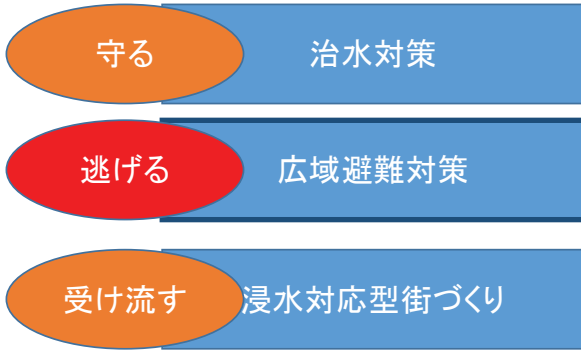 守る 治水対策
逃げる 広域避難対策
受け流す 浸水対応型街づくり